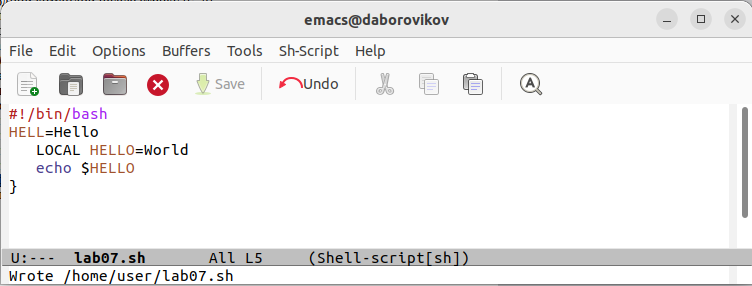 emacs@daborovikov
File Edit Options Buffers Tools Sh-Script Help
Save Undo
#!/bin/bash
HELL=Hello
   LOCAL HELLO=World
   echo $HELLO
}
U:---  lab07.sh       All L5     (Shell-script[sh])
Wrote /home/user/lab07.sh